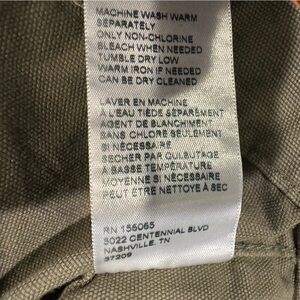 MACHINE WASH WARM
SEPARATELY
ONLY NON-CHLORINE
BLEACH WHEN NEEDED
TUMBLE DRY LOW
WARM IRON IF NEEDED
CAN BE DRY CLEANED
LAVER EN MACHINE
À L'EAU TIÈDE SÉPARÉMENT
AGENT DE BLANCHIMENT
SANS CHLORE SEULEMENT
SI NÉCESSAIRE
SECHER PAR CULBUTAGE
À BASSE TEMPÉRATURE
MOYENNE SI NÉCESSAIRE
PEUT ÊTRE NETTOYÉ À SEC
RN 156065
5022 CENTENNIAL BLVD
NASHVILLE, TN
37209